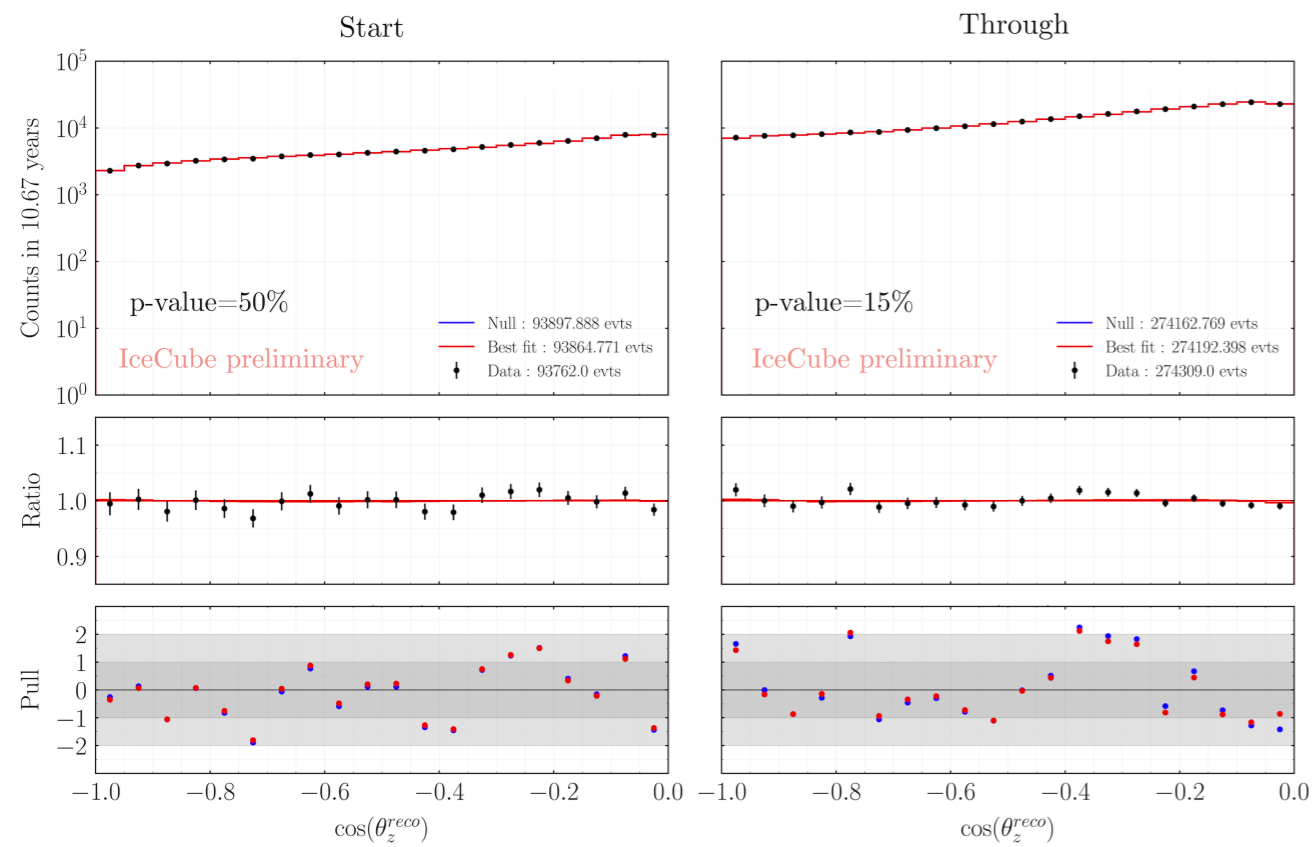 Start
Through
Counts in 10.67 years
10^5
10^4
10^3
10^2
10^1
10^0
p-value=50%
IceCube preliminary
Null : 93897.888 evts
Best fit : 93864.771 evts
Data : 93762.0 evts
p-value=15%
IceCube preliminary
Null : 274162.769 evts
Best fit : 274192.398 evts
Data : 274309.0 evts
Ratio
1.1
1.0
0.9
Pull
2
1
0
−1
−2
−1.0 −0.8 −0.6 −0.4 −0.2 0.0
−1.0 −0.8 −0.6 −0.4 −0.2 0.0
cos(θ_z^{reco})
cos(θ_z^{reco})